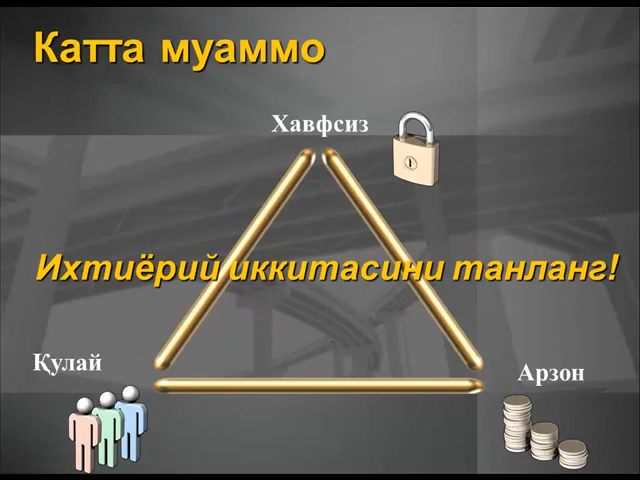 Катта муаммо
Хавфсиз
Ихтиёрий иккитасини танланг!
Қулай
Арзон